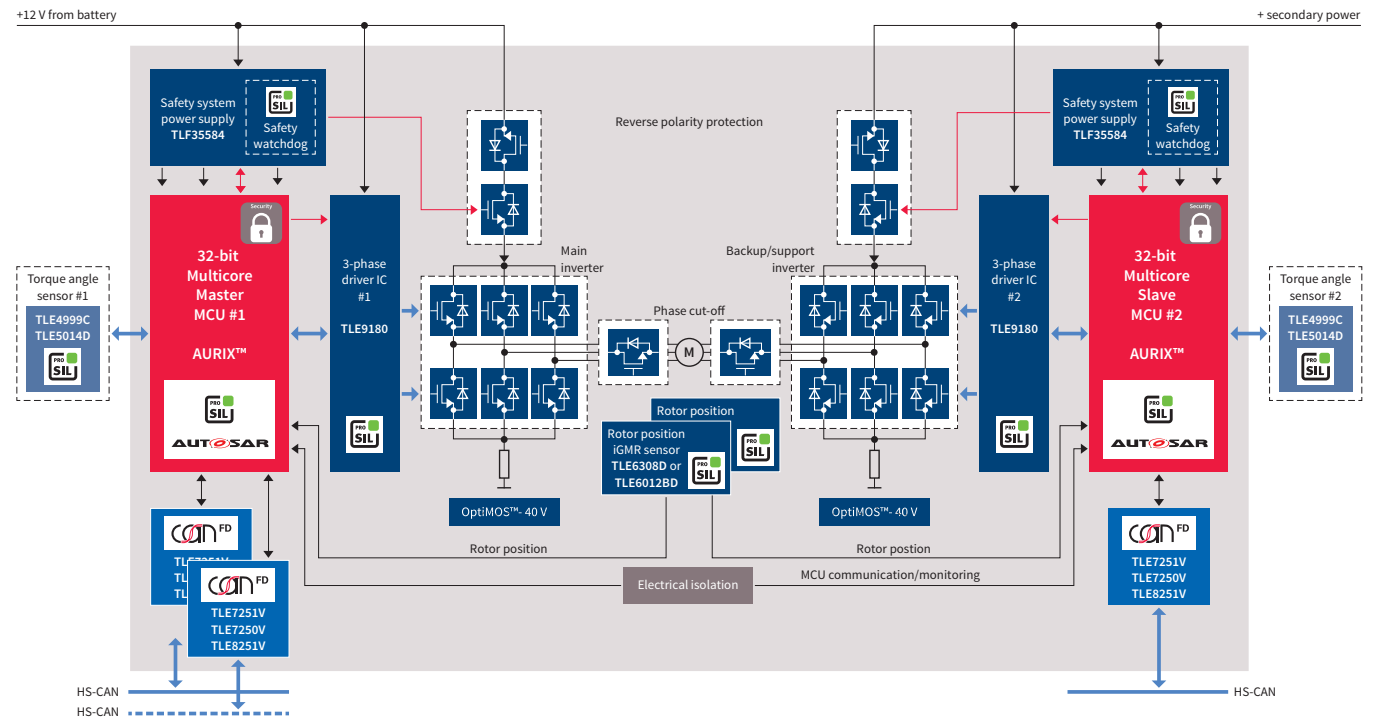 +12 V from battery
+ secondary power
Safety system
power supply
TLF35584
PRO
SIL
Safety
watchdog
Reverse polarity protection
Safety system
power supply
TLF35584
PRO
SIL
Safety
watchdog
Security
32-bit
Multicore
Master
MCU #1
AURIX™
PRO
SIL
AUTOSAR
3-phase
driver IC
#1
TLE9180
PRO
SIL
Main
inverter
Backup/support
inverter
Phase cut-off
M
3-phase
driver IC
#2
TLE9180
PRO
SIL
Security
32-bit
Multicore
Slave
MCU #2
AURIX™
PRO
SIL
AUTOSAR
Torque angle
sensor #1
TLE4999C
TLE5014D
PRO
SIL
Torque angle
sensor #2
TLE4999C
TLE5014D
PRO
SIL
Rotor position
PRO
SIL
Rotor position
iGMR sensor
TLE6308D or
TLE6012BD
PRO
SIL
OptiMOS™- 40 V
OptiMOS™- 40 V
Rotor position
Rotor postion
Electrical isolation
MCU communication/monitoring
CAN FD
TLE7251V
CAN FD
TLE7251V
TLE7250V
TLE8251V
CAN FD
TLE7251V
TLE7250V
TLE8251V
HS-CAN
HS-CAN
HS-CAN